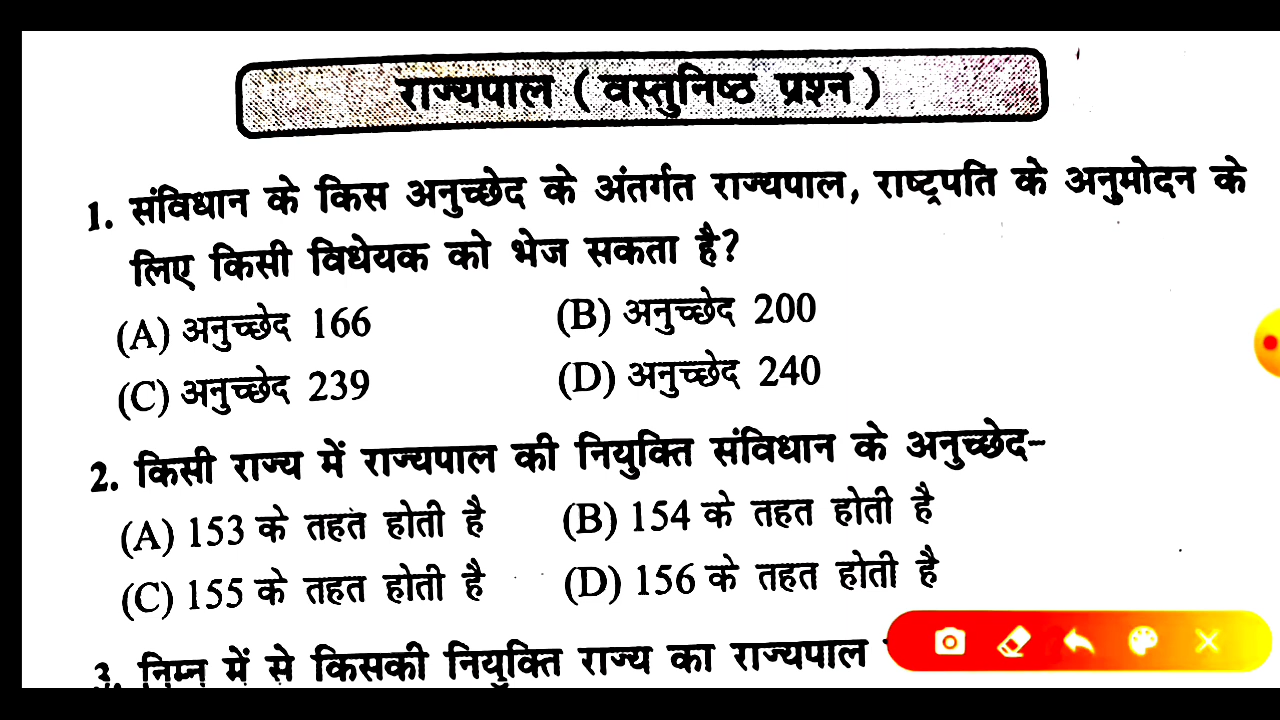 राज्यपाल ( वस्तुनिष्ठ प्रश्न )
1. संविधान के किस अनुच्छेद के अंतर्गत राज्यपाल, राष्ट्रपति के अनुमोदन के
लिए किसी विधेयक को भेज सकता है?
(A) अनुच्छेद 166 (B) अनुच्छेद 200
(C) अनुच्छेद 239 (D) अनुच्छेद 240
2. किसी राज्य में राज्यपाल की नियुक्ति संविधान के अनुच्छेद–
(A) 153 के तहत होती है (B) 154 के तहत होती है
(C) 155 के तहत होती है (D) 156 के तहत होती है
3. निम्न में से किसकी नियुक्ति राज्य का राज्यपाल